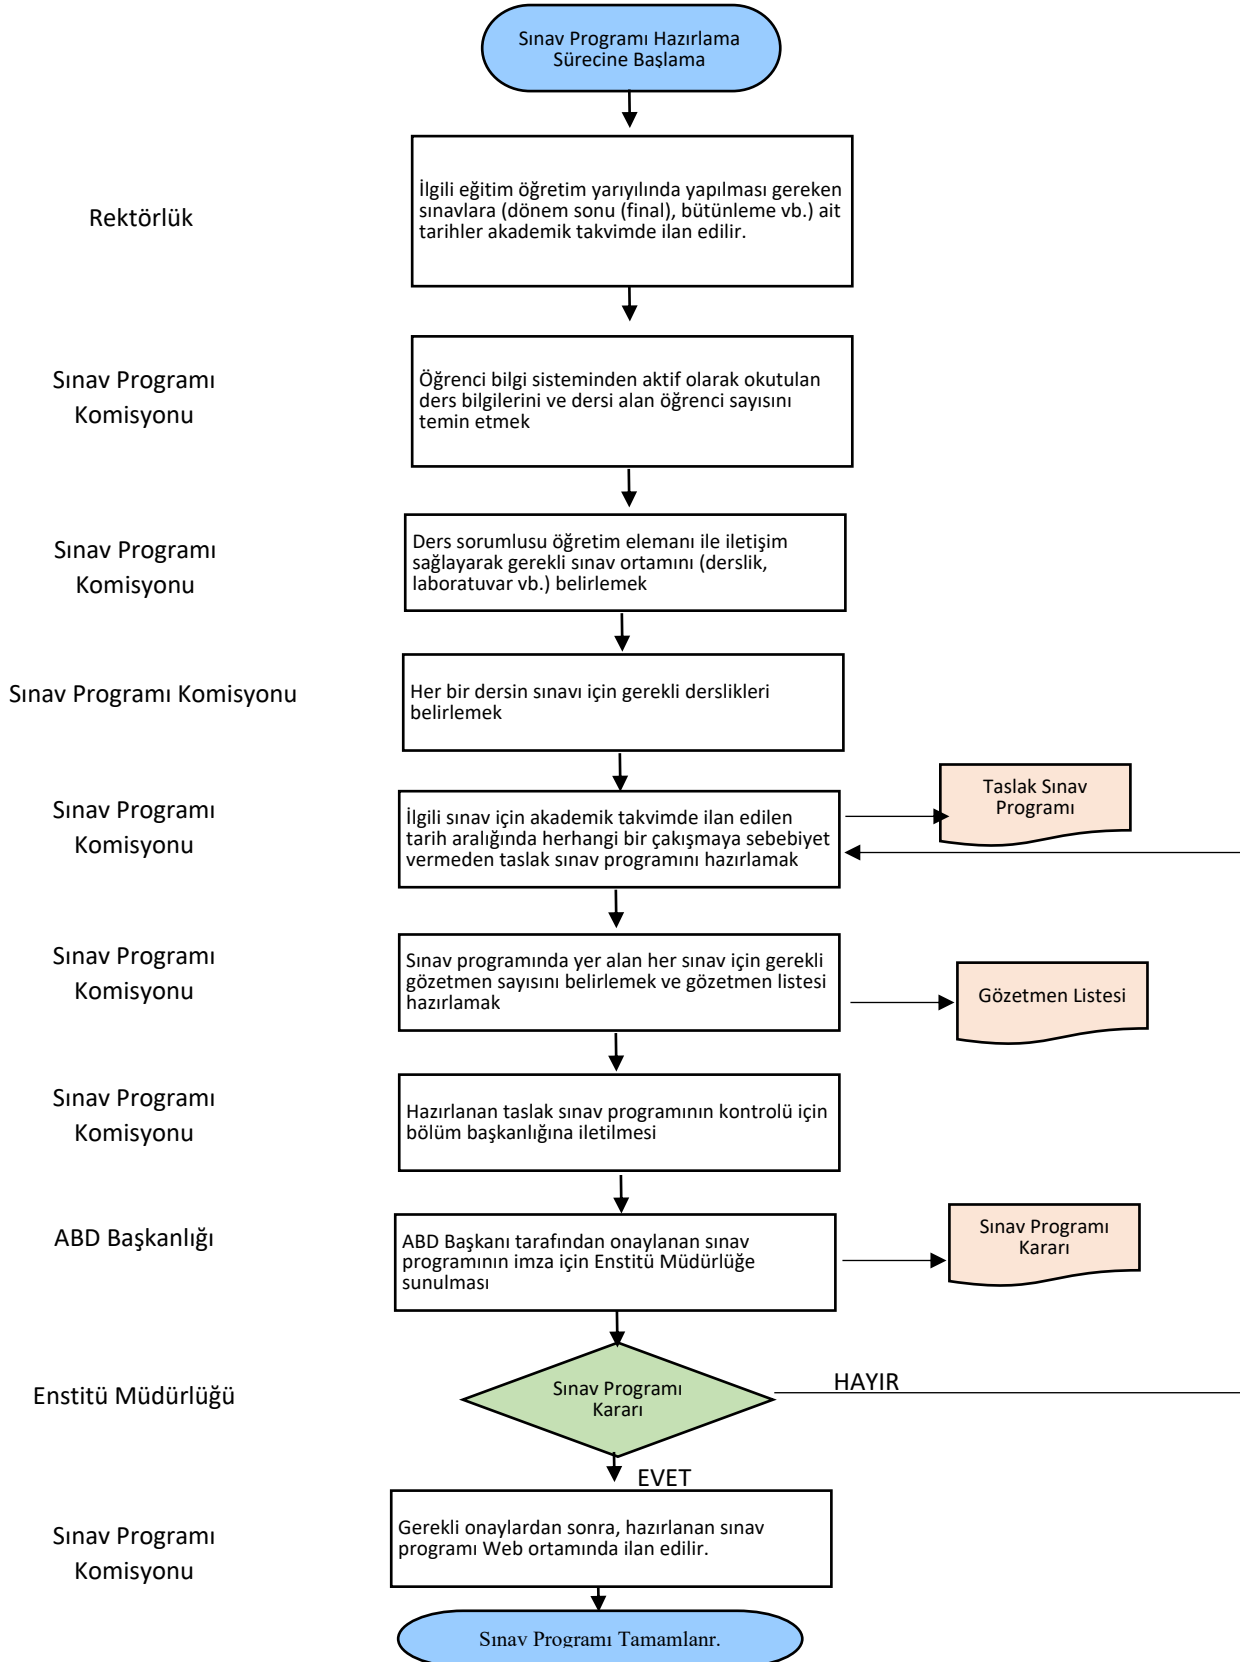 Sınav Programı Hazırlama
Sürecine Başlama
Rektörlük
İlgili eğitim öğretim yarıyılında yapılması gereken
sınavlara (dönem sonu (final), bütünleme vb.) ait
tarihler akademik takvimde ilan edilir.
Sınav Programı
Komisyonu
Öğrenci bilgi sisteminden aktif olarak okutulan
ders bilgilerini ve dersi alan öğrenci sayısını
temin etmek
Sınav Programı
Komisyonu
Ders sorumlusu öğretim elemanı ile iletişim
sağlayarak gerekli sınav ortamını (derslik,
laboratuvar vb.) belirlemek
Sınav Programı Komisyonu
Her bir dersin sınavı için gerekli derslikleri
belirlemek
Sınav Programı
Komisyonu
İlgili sınav için akademik takvimde ilan edilen
tarih aralığında herhangi bir çakışmaya sebebiyet
vermeden taslak sınav programını hazırlamak
Taslak Sınav
Programı
Sınav Programı
Komisyonu
Sınav programında yer alan her sınav için gerekli
gözetmen sayısını belirlemek ve gözetmen listesi
hazırlamak
Gözetmen Listesi
Sınav Programı
Komisyonu
Hazırlanan taslak sınav programının kontrolü için
bölüm başkanlığına iletilmesi
ABD Başkanlığı
ABD Başkanı tarafından onaylanan sınav
programının imza için Enstitü Müdürlüğe
sunulması
Sınav Programı
Kararı
Enstitü Müdürlüğü
Sınav Programı
Kararı
HAYIR
EVET
Sınav Programı
Komisyonu
Gerekli onaylardan sonra, hazırlanan sınav
programı Web ortamında ilan edilir.
Sınav Programı Tamamlanr.